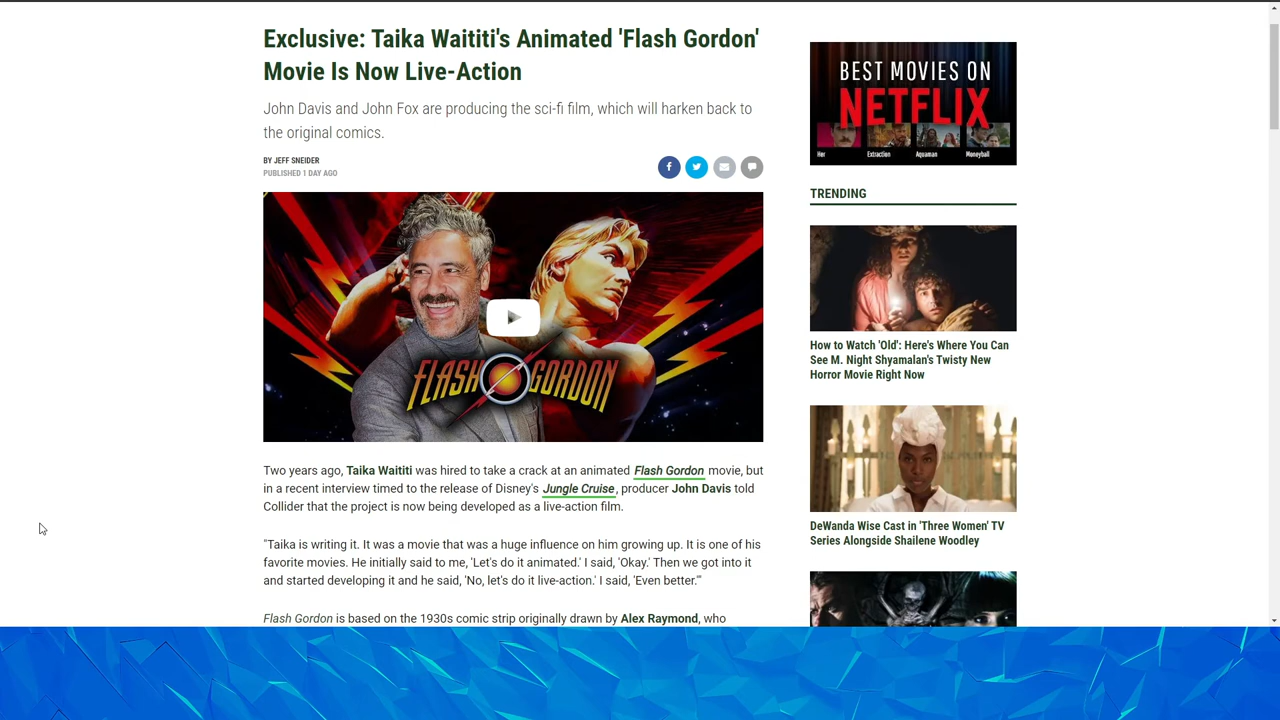 Exclusive: Taika Waititi's Animated 'Flash Gordon'
Movie Is Now Live-Action
John Davis and John Fox are producing the sci-fi film, which will harken back to
the original comics.
BY JEFF SNEIDER
PUBLISHED 1 DAY AGO
FLASH GORDON
Two years ago, Taika Waititi was hired to take a crack at an animated Flash Gordon movie, but
in a recent interview timed to the release of Disney's Jungle Cruise, producer John Davis told
Collider that the project is now being developed as a live-action film.
"Taika is writing it. It was a movie that was a huge influence on him growing up. It is one of his
favorite movies. He initially said to me, 'Let's do it animated.' I said, 'Okay.' Then we got into it
and started developing it and he said, 'No, let's do it live-action.' I said, 'Even better.'"
Flash Gordon is based on the 1930s comic strip originally drawn by Alex Raymond, who
BEST MOVIES ON
NETFLIX
Her Extraction Aquaman Moneyball
TRENDING
How to Watch 'Old': Here's Where You Can
See M. Night Shyamalan's Twisty New
Horror Movie Right Now
DeWanda Wise Cast in 'Three Women' TV
Series Alongside Shailene Woodley